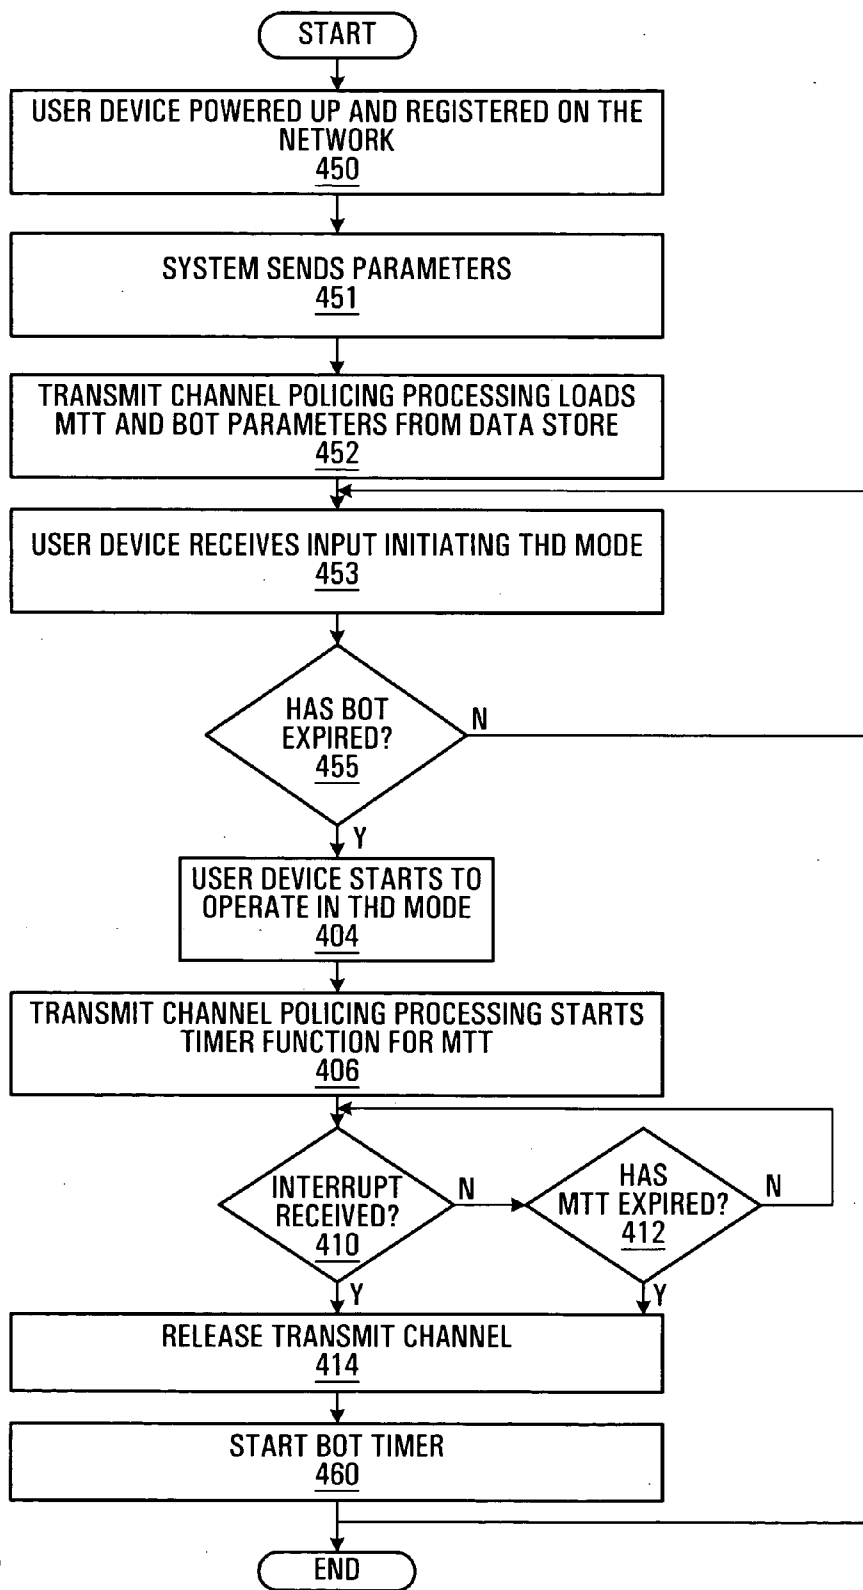 START
USER DEVICE POWERED UP AND REGISTERED ON THE
NETWORK
450
SYSTEM SENDS PARAMETERS
451
TRANSMIT CHANNEL POLICING PROCESSING LOADS
MTT AND BOT PARAMETERS FROM DATA STORE
452
USER DEVICE RECEIVES INPUT INITIATING THD MODE
453
HAS BOT
EXPIRED?
455
N
Y
USER DEVICE STARTS TO
OPERATE IN THD MODE
404
TRANSMIT CHANNEL POLICING PROCESSING STARTS
TIMER FUNCTION FOR MTT
406
INTERRUPT
RECEIVED?
410
N
Y
HAS
MTT EXPIRED?
412
N
Y
RELEASE TRANSMIT CHANNEL
414
START BOT TIMER
460
END